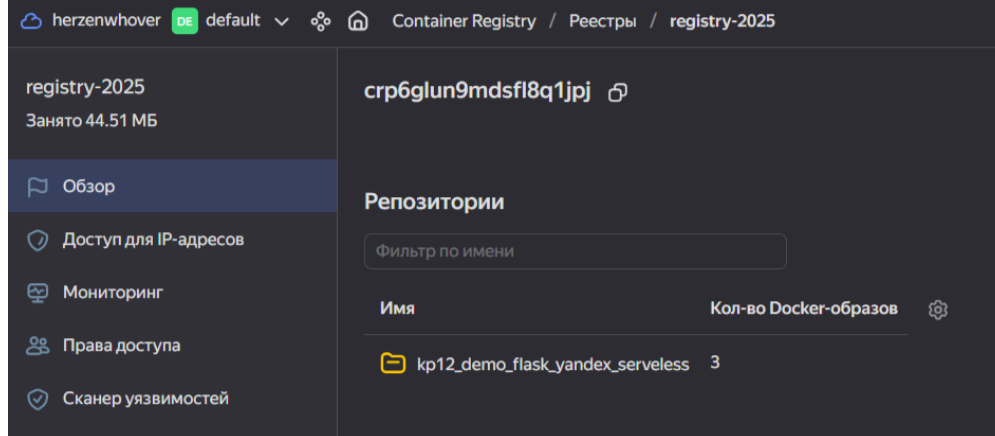 herzenwhover DE default Container Registry / Реестры / registry-2025
registry-2025
Занято 44.51 МБ
Обзор
Доступ для IP-адресов
Мониторинг
Права доступа
Сканер уязвимостей
crp6glun9mdsfl8q1jpj
Репозитории
Фильтр по имени
Имя Кол-во Docker-образов
kp12_demo_flask_yandex_serveless 3